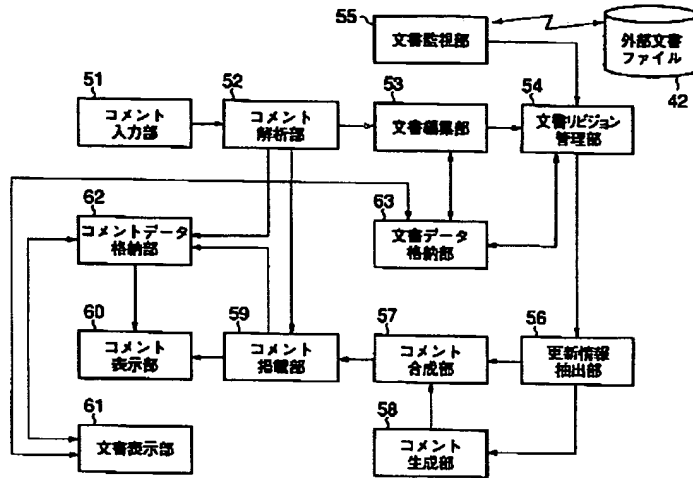 55
文書監視部
外部文書
ファイル
42
51
コメント
入力部
52
コメント
解析部
53
文書編集部
54
文書リビジョン
管理部
62
コメントデータ
格納部
63
文書データ
格納部
60
コメント
表示部
59
コメント
掲載部
57
コメント
合成部
56
更新情報
抽出部
61
文書表示部
58
コメント
生成部